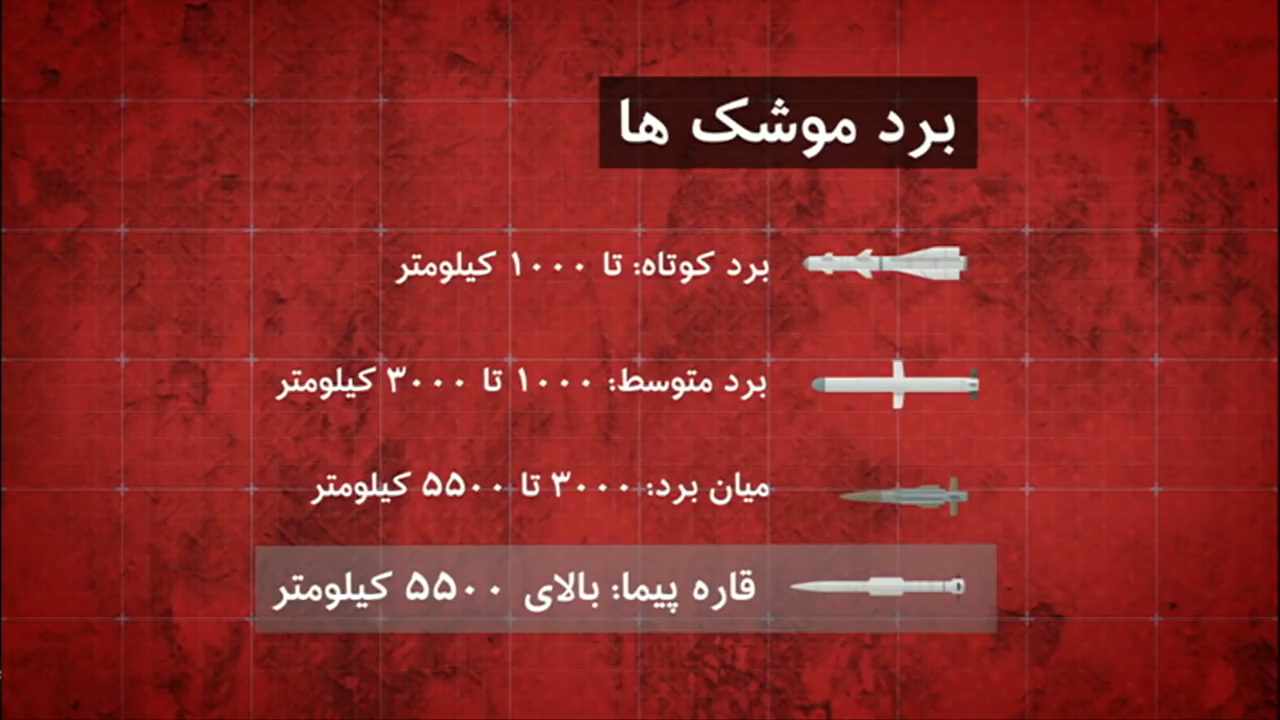 برد موشک ها
برد کوتاه: تا ۱۰۰۰ کیلومتر
برد متوسط: ۱۰۰۰ تا ۳۰۰۰ کیلومتر
میان برد: ۳۰۰۰ تا ۵۵۰۰ کیلومتر
قاره پیما: بالای ۵۵۰۰ کیلومتر